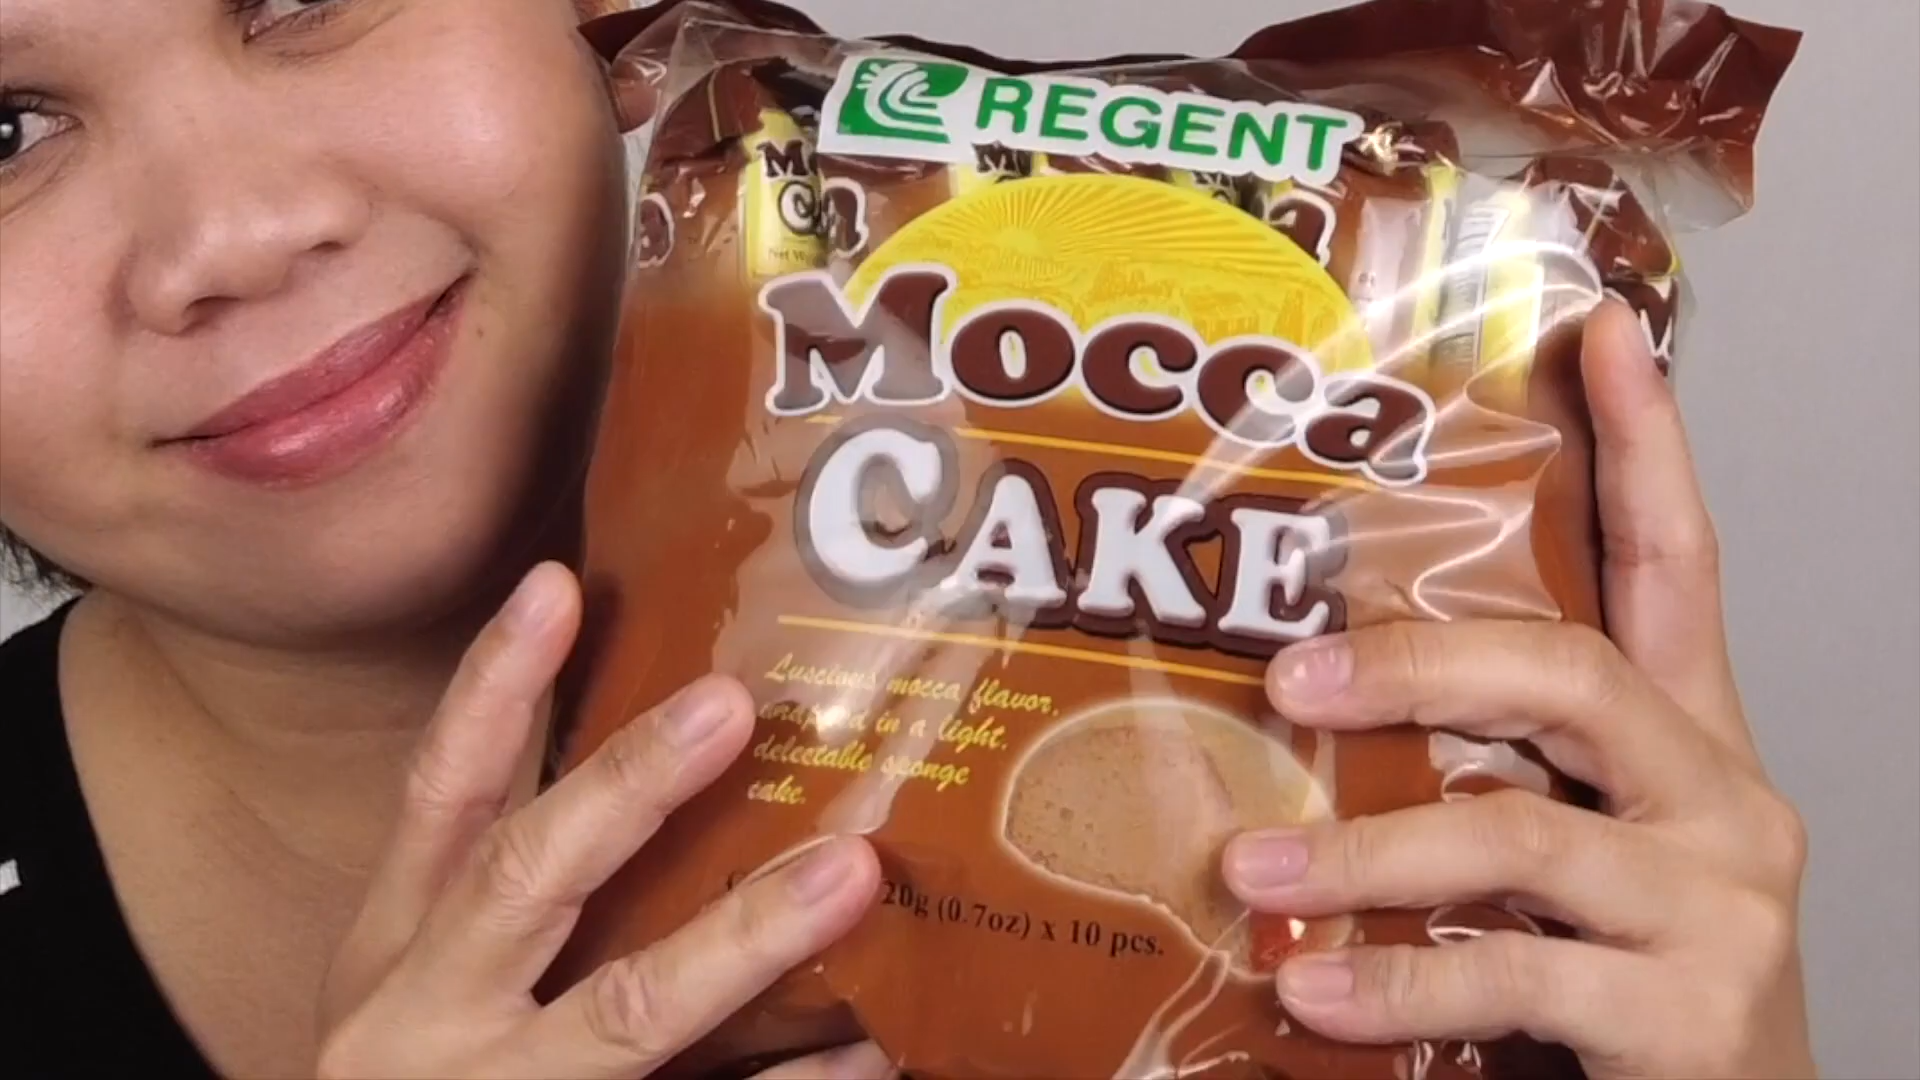 REGENT
Mocca
CAKE
Luscious mocca flavor.
wrapped in a light.
delectable sponge
cake.
20g (0.7oz) x 10 pcs.